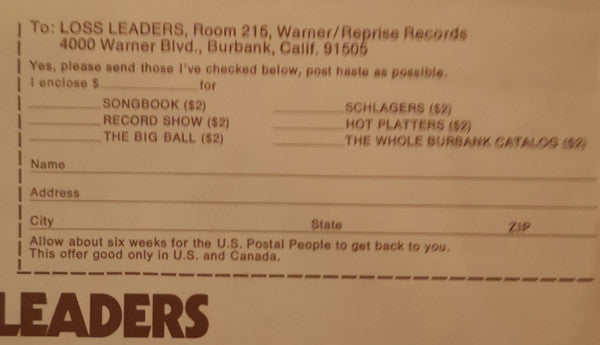 To: LOSS LEADERS, Room 215, Warner/Reprise Records
4000 Warner Blvd., Burbank, Calif. 91505
Yes, please send those I've checked below, post haste as possible.
I enclose $ for
SONGBOOK ($2)
RECORD SHOW ($2)
THE BIG BALL ($2)
SCHLAGERS ($2)
HOT PLATTERS ($2)
THE WHOLE BURBANK CATALOG ($2)
Name
Address
City State ZIP
Allow about six weeks for the U.S. Postal People to get back to you.
This offer good only in U.S. and Canada.
LEADERS